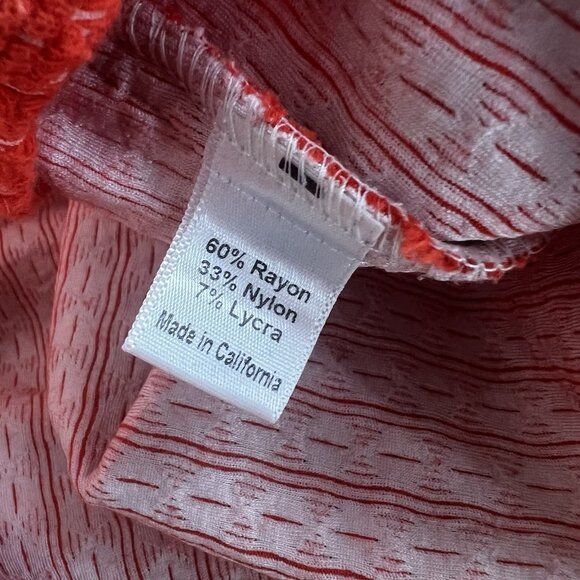 60% Rayon
33% Nylon
7% Lycra
Made in California